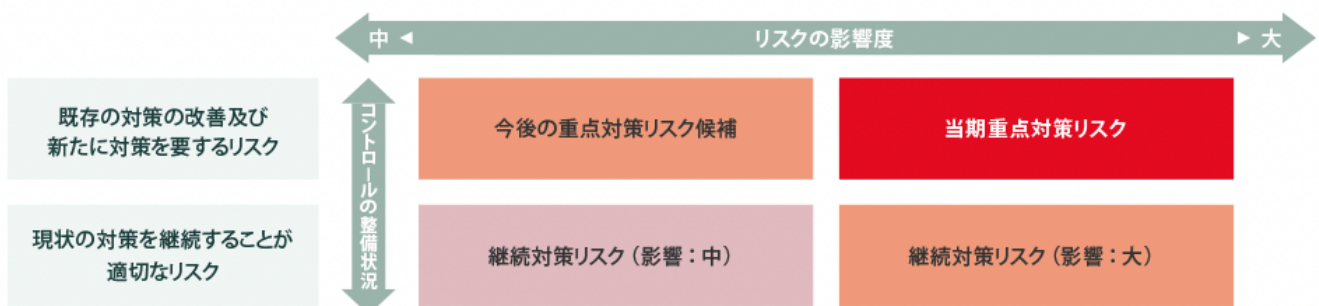 中 ◀ リスクの影響度 ▶ 大
既存の対策の改善及び
新たに対策を要するリスク
コントロールの整備状況
今後の重点対策リスク候補
当期重点対策リスク
現状の対策を継続することが
適切なリスク
継続対策リスク（影響：中）
継続対策リスク（影響：大）